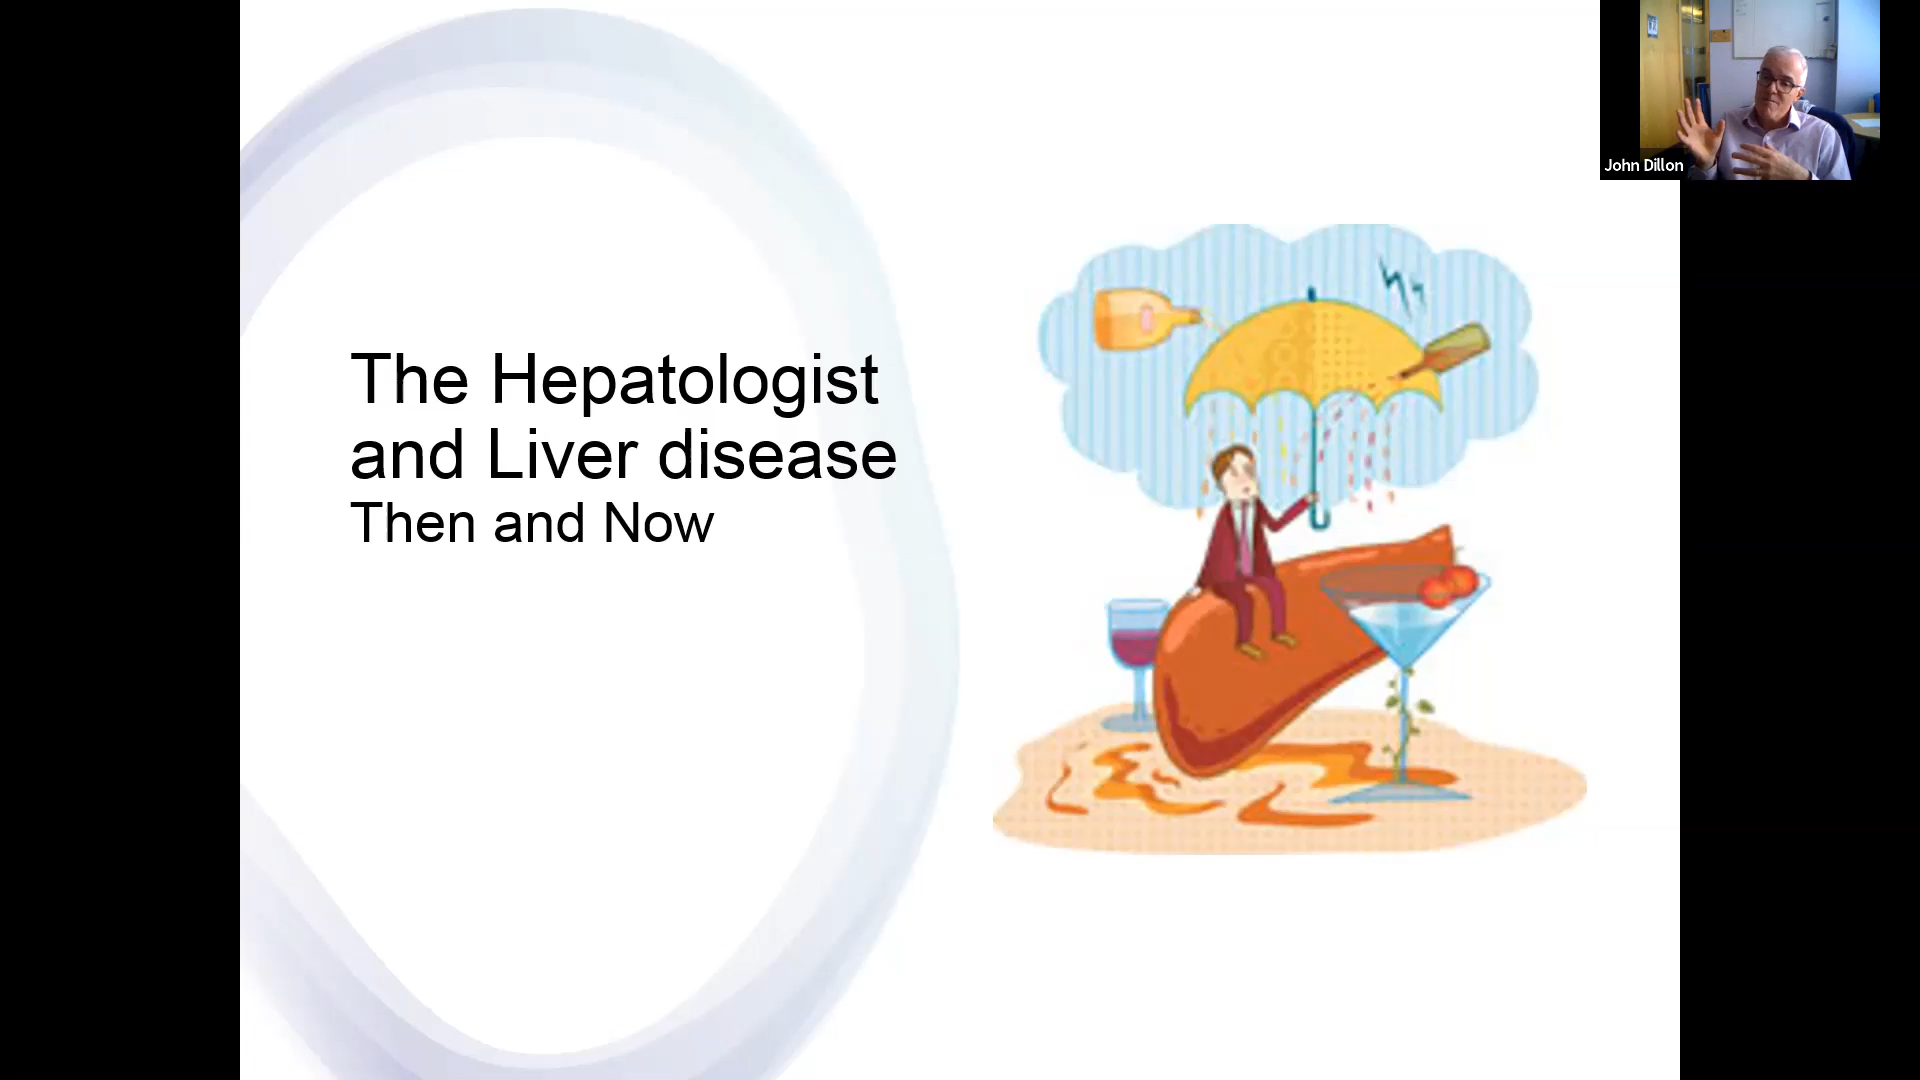 The Hepatologist
and Liver disease
Then and Now
John Dillon